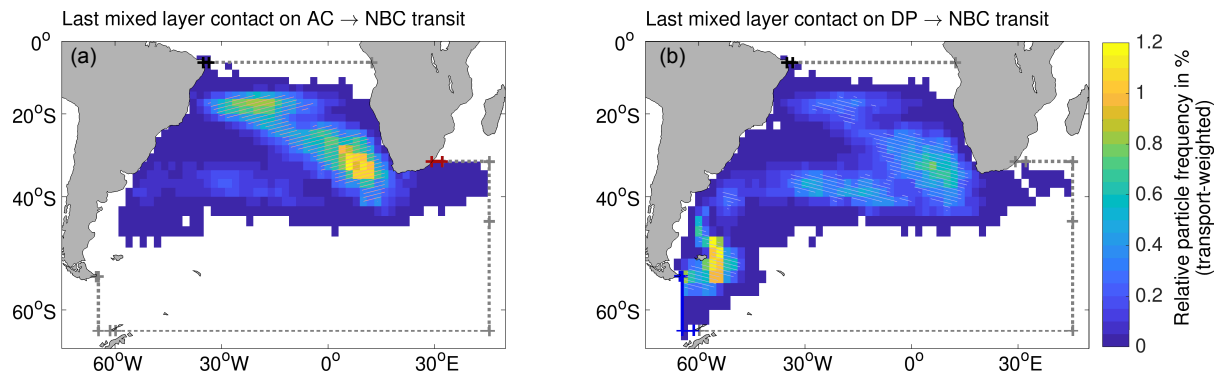 Last mixed layer contact on AC → NBC transit
(a)
0°
20°S
40°S
60°S
60°W
30°W
0°
30°E
Last mixed layer contact on DP → NBC transit
(b)
0°
20°S
40°S
60°S
60°W
30°W
0°
30°E
1.2
1
0.8
0.6
0.4
0.2
0
Relative particle frequency in %
(transport-weighted)